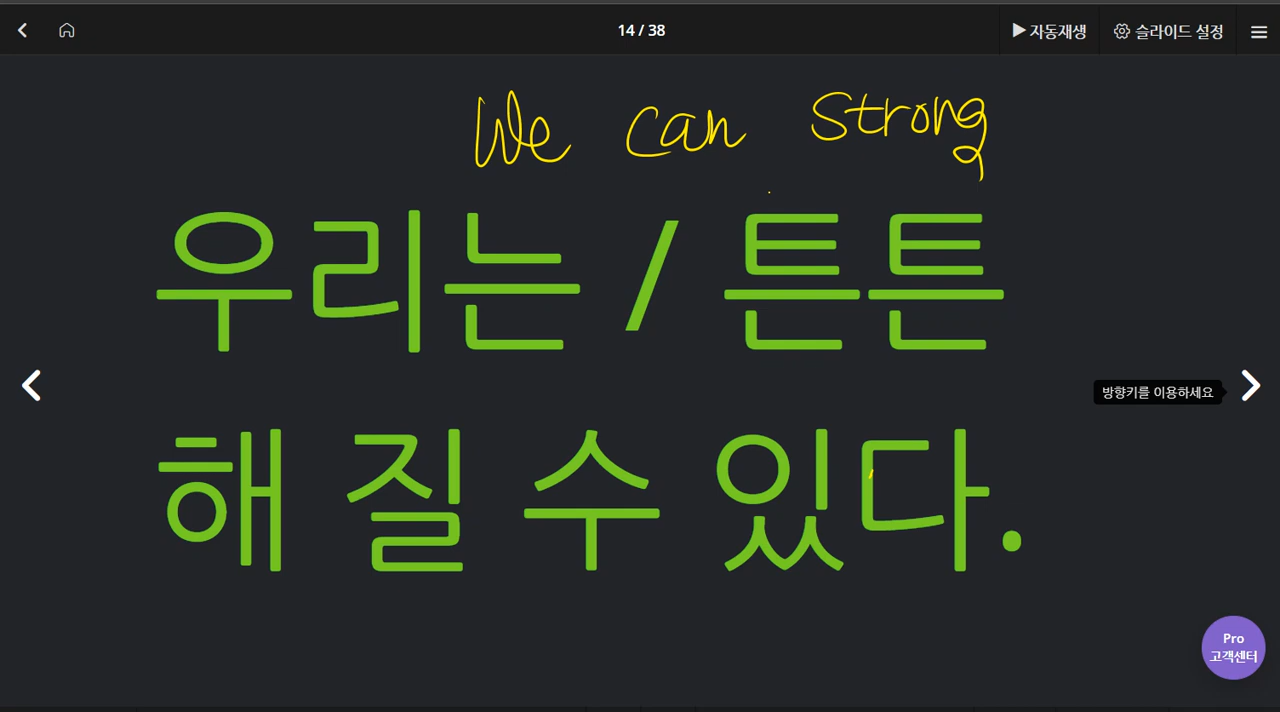 14 / 38
▶자동재생
슬라이드 설정
We can strong
우리는 / 튼튼
해 질 수 있다.
방향키를 이용하세요
Pro
고객센터